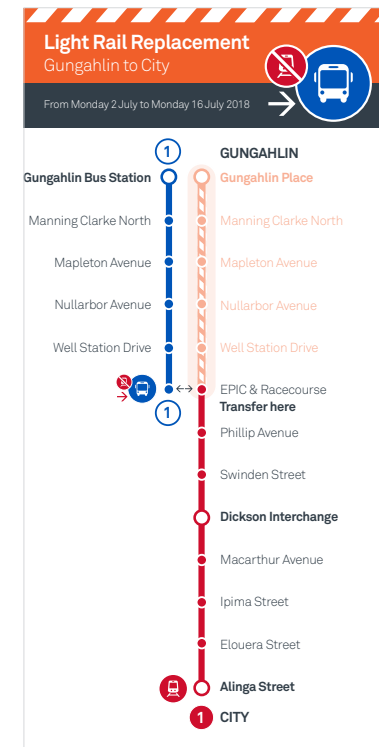 Light Rail Replacement
Gungahlin to City
From Monday 2 July to Monday 16 July 2018
1
GUNGAHLIN
Gungahlin Bus Station
Gungahlin Place
Manning Clarke North
Manning Clarke North
Mapleton Avenue
Mapleton Avenue
Nullarbor Avenue
Nullarbor Avenue
Well Station Drive
Well Station Drive
EPIC & Racecourse
Transfer here
1
Phillip Avenue
Swinden Street
Dickson Interchange
Macarthur Avenue
Ipima Street
Elouera Street
Alinga Street
1 CITY